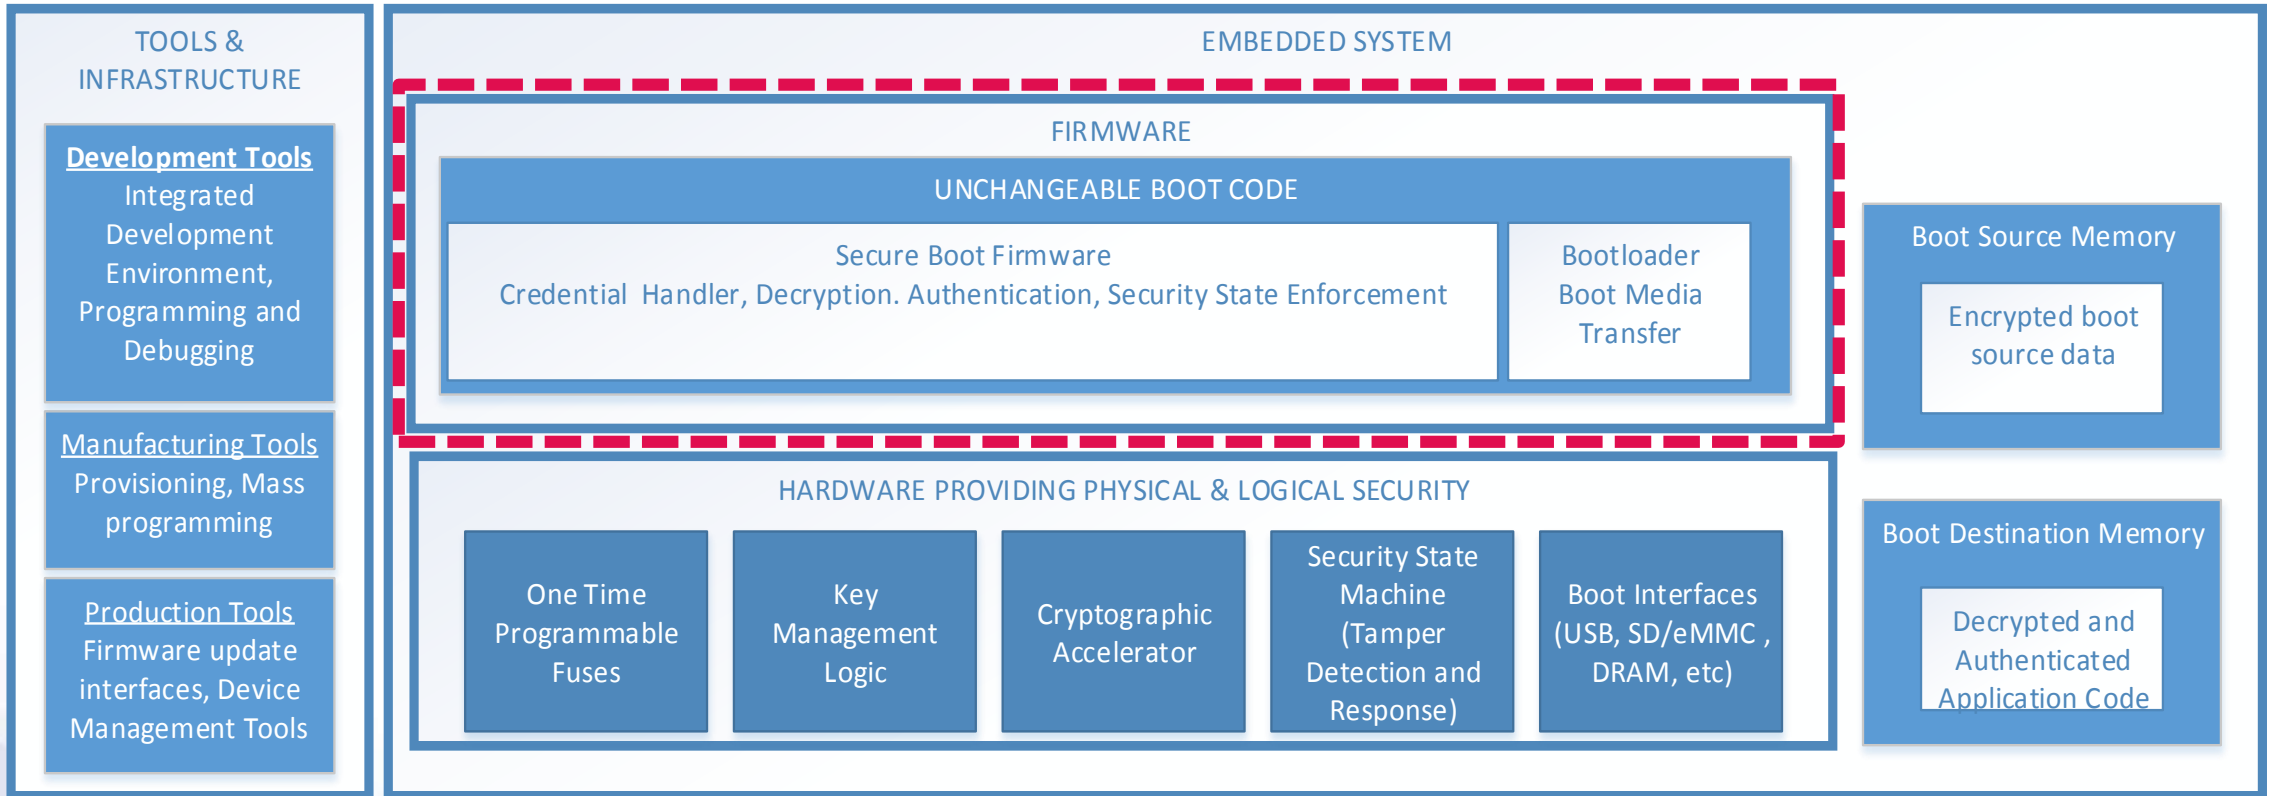 TOOLS &
INFRASTRUCTURE
Development Tools
Integrated
Development
Environment,
Programming and
Debugging
Manufacturing Tools
Provisioning, Mass
programming
Production Tools
Firmware update
interfaces, Device
Management Tools
EMBEDDED SYSTEM
FIRMWARE
UNCHANGEABLE BOOT CODE
Secure Boot Firmware
Credential Handler, Decryption. Authentication, Security State Enforcement
Bootloader
Boot Media
Transfer
HARDWARE PROVIDING PHYSICAL & LOGICAL SECURITY
One Time
Programmable
Fuses
Key
Management
Logic
Cryptographic
Accelerator
Security State
Machine
(Tamper
Detection and
Response)
Boot Interfaces
(USB, SD/eMMC ,
DRAM, etc)
Boot Source Memory
Encrypted boot
source data
Boot Destination Memory
Decrypted and
Authenticated
Application Code